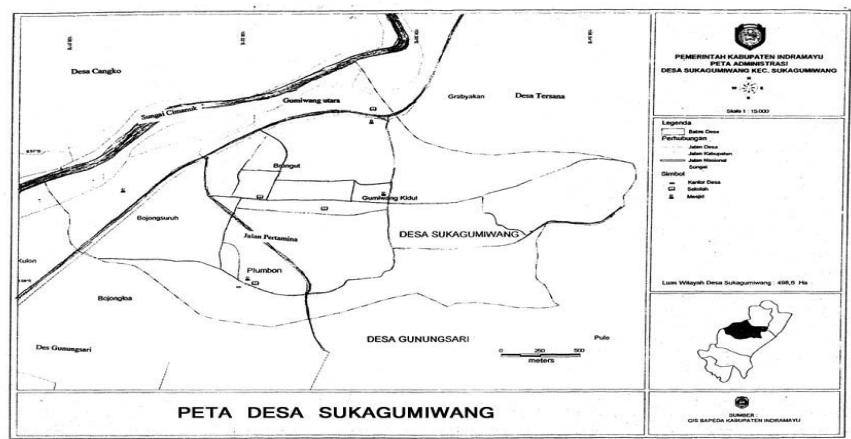 Desa Cangko
Sungai Cimanuk
Gumiwang utara
Grabyakan
Desa Tersana
Bungut
Gumiwang Kidul
Bojongsuruh
Jalan Pertamina
DESA SUKAGUMIWANG
Kulon
Plumbon
Bojongloa
DESA GUNUNGSARI
Pule
Des Gunungsari
0 250 500
meters
PETA DESA SUKAGUMIWANG
PEMERINTAH KABUPATEN INDRAMAYU
PETA ADMINISTRASI
DESA SUKAGUMIWANG KEC. SUKAGUMIWANG
Skala 1 : 15.000
Legenda
Batas Desa
Perhubungan
Jalan Desa
Jalan Kabupaten
Jalan Nasional
Sungai
Simbol
Kantor Desa
Sekolah
Mesjid
Luas Wilayah Desa Sukagumiwang : 498,6 Ha
SUMBER :
GIS BAPEDA KABUPATEN INDRAMAYU